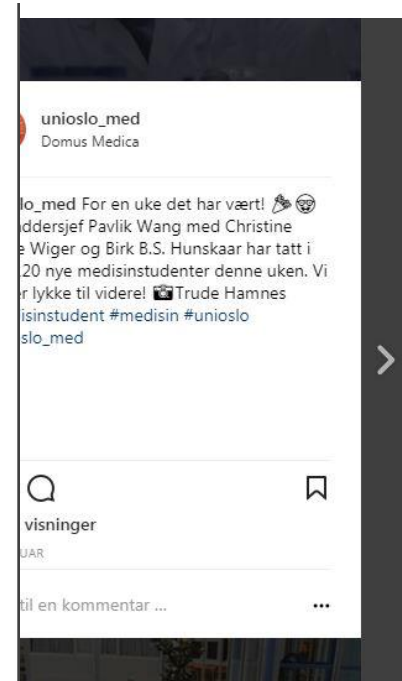 unioslo_med
Domus Medica
lo_med For en uke det har vært! 🎉🤓
ddersjef Pavlik Wang med Christine
e Wiger og Birk B.S. Hunskaar har tatt i
20 nye medisinstudenter denne uken. Vi
r lykke til videre! 📸Trude Hamnes
isinstudent #medisin #unioslo
slo_med
visninger
UAR
til en kommentar ...